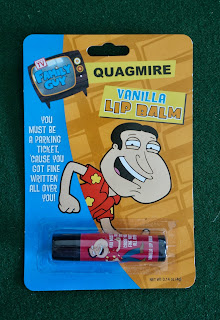 FAMILY
GUY
QUAGMIRE
VANILLA
LIP BALM
YOU
MUST BE
A PARKING
TICKET,
'CAUSE YOU
GOT FINE
WRITTEN
ALL OVER
YOU!